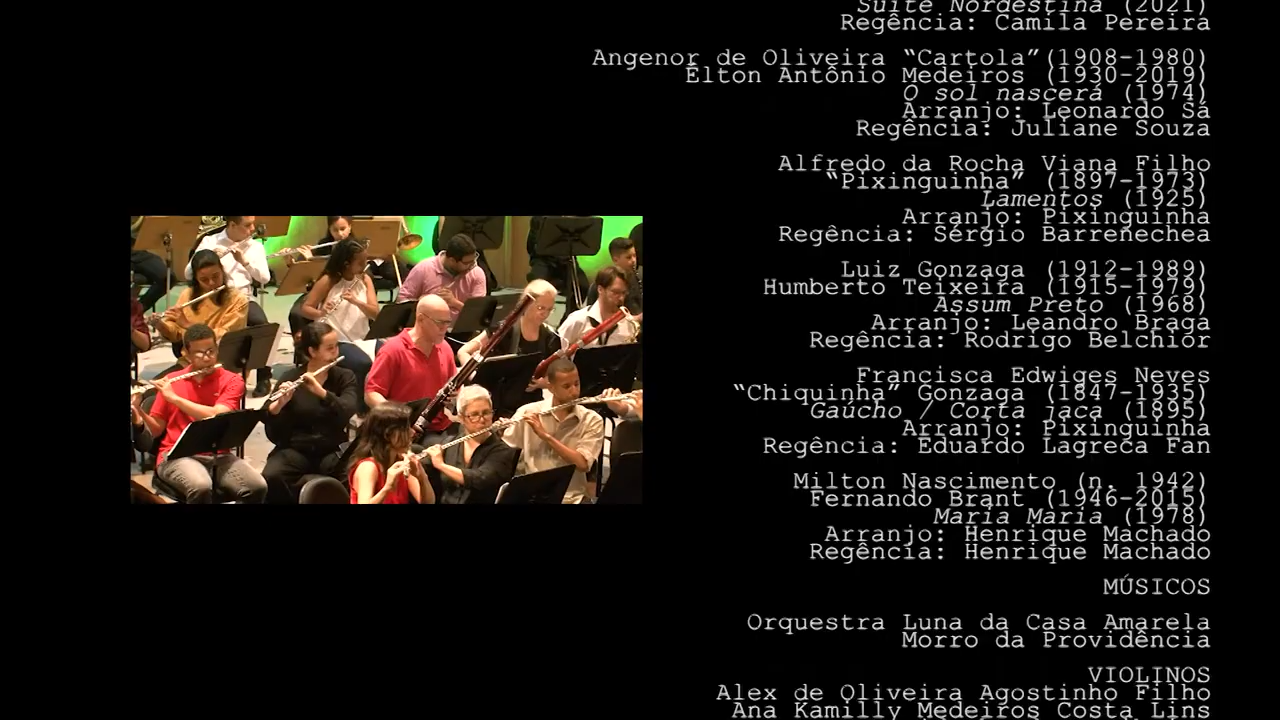 Suite Nordestina (2021)
Regência: Camila Pereira
Angenor de Oliveira “Cartola”(1908-1980)
Élton Antônio Medeiros (1930-2019)
O sol nascerá (1974)
Arranjo: Leonardo Sá
Regência: Juliane Souza
Alfredo da Rocha Viana Filho
“Pixinguinha” (1897-1973)
Lamentos (1925)
Arranjo: Pixinguinha
Regência: Sérgio Barrenechea
Luiz Gonzaga (1912-1989)
Humberto Teixeira (1915-1979)
Assum Preto (1968)
Arranjo: Leandro Braga
Regência: Rodrigo Belchior
Francisca Edwiges Neves
“Chiquinha” Gonzaga (1847-1935)
Gaúcho / Corta jaca (1895)
Arranjo: Pixinguinha
Regência: Eduardo Lagreca Fan
Milton Nascimento (n. 1942)
Fernando Brant (1946-2015)
Maria Maria (1978)
Arranjo: Henrique Machado
Regência: Henrique Machado
MÚSICOS
Orquestra Luna da Casa Amarela
Morro da Providência
VIOLINOS
Alex de Oliveira Agostinho Filho
Ana Kamilly Medeiros Costa Lins